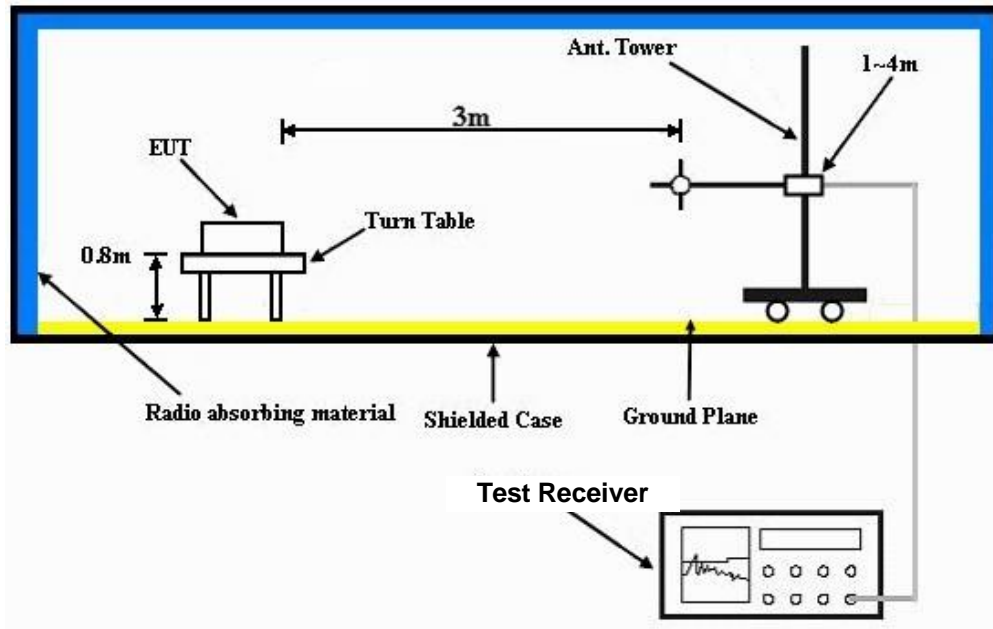 Ant. Tower
1~4m
3m
EUT
Turn Table
0.8m
Radio absorbing material
Shielded Case
Ground Plane
Test Receiver